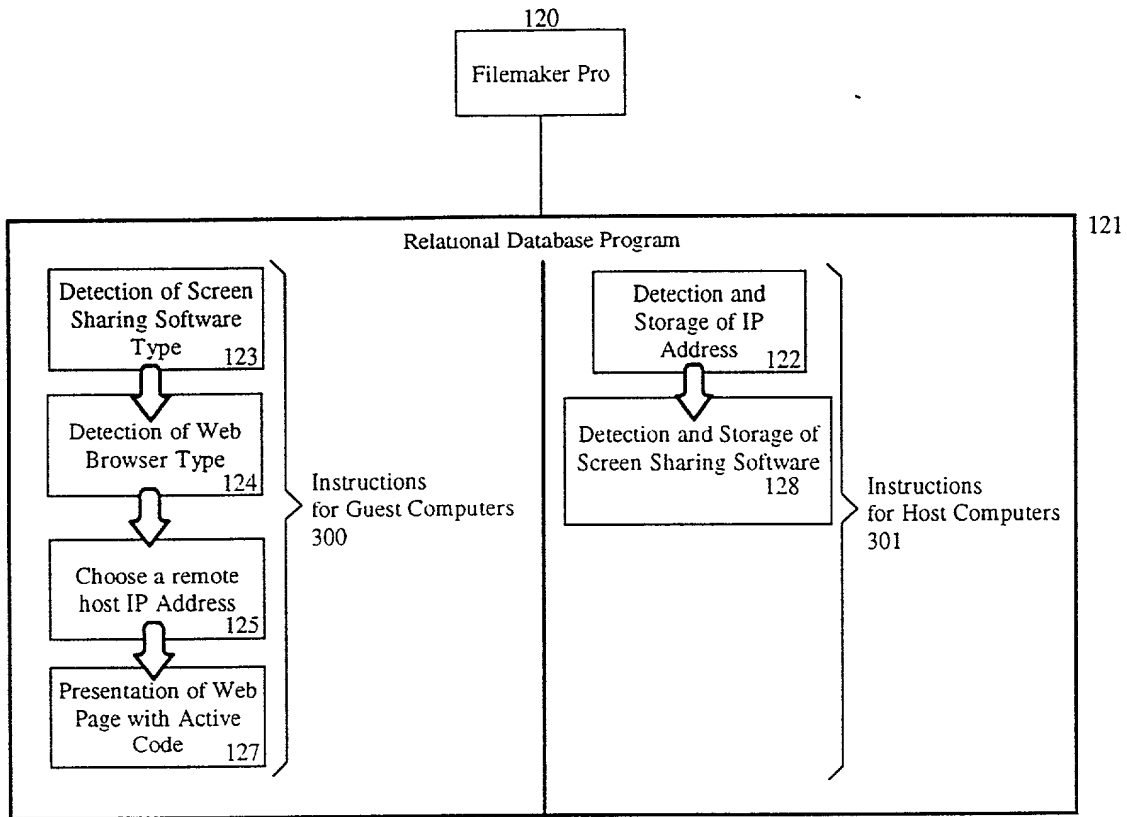 120
Filemaker Pro
121
Relational Database Program
Detection of Screen
Sharing Software
Type
123
Detection of Web
Browser Type
124
Choose a remote
host IP Address
125
Presentation of Web
Page with Active
Code
127
Instructions
for Guest Computers
300
Detection and
Storage of IP
Address
122
Detection and Storage of
Screen Sharing Software
128
Instructions
for Host Computers
301